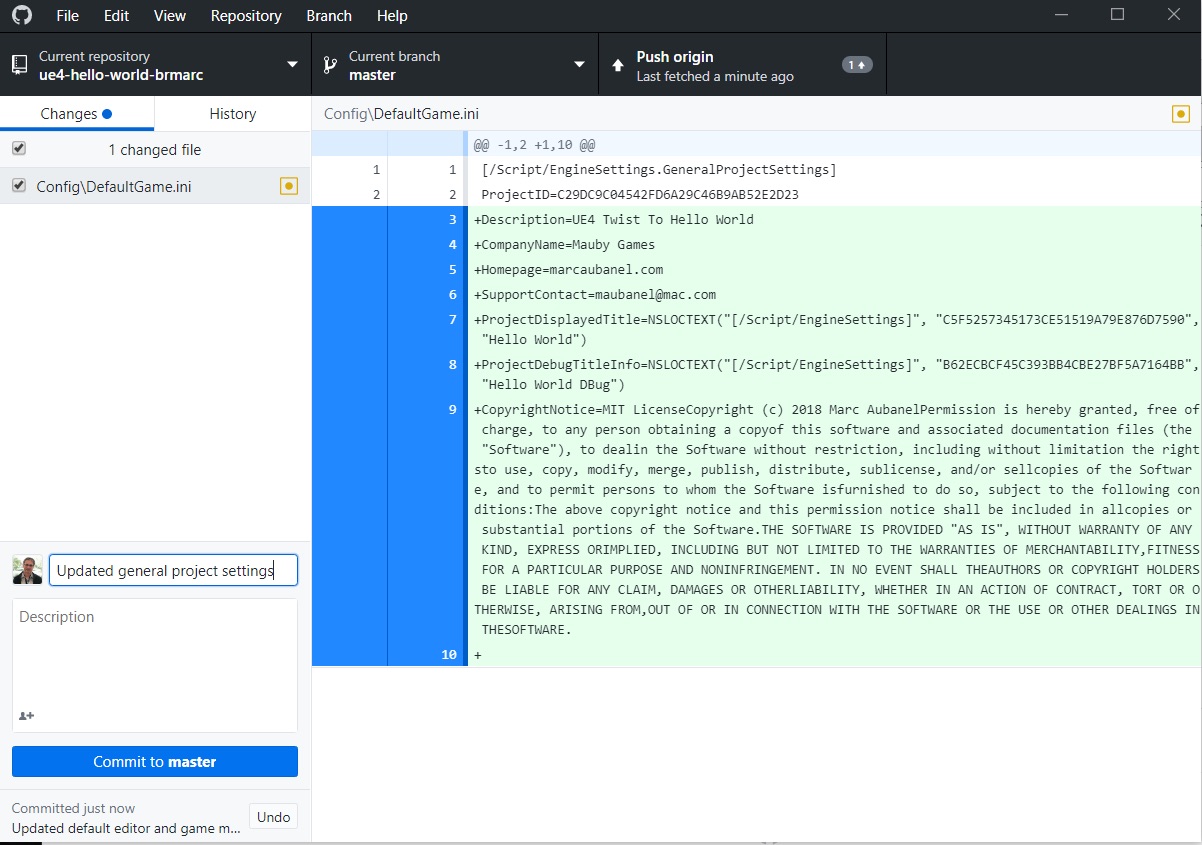 File Edit View Repository Branch Help
Current repository
ue4-hello-world-brmarc
Current branch
master
Push origin
Last fetched a minute ago
1
Changes
History
Config\DefaultGame.ini
1 changed file
Config\DefaultGame.ini
@@ -1,2 +1,10 @@
1 1 [/Script/EngineSettings.GeneralProjectSettings]
2 2 ProjectID=C29DC9C04542FD6A29C46B9AB52E2D23
3 +Description=UE4 Twist To Hello World
4 +CompanyName=Mauby Games
5 +Homepage=marcaubanel.com
6 +SupportContact=maubanel@mac.com
7 +ProjectDisplayedTitle=NSLOCTEXT("[/Script/EngineSettings]", "C5F5257345173CE51519A79E876D7590",
"Hello World")
8 +ProjectDebugTitleInfo=NSLOCTEXT("[/Script/EngineSettings]", "B62ECBCF45C393BB4CBE27BF5A7164BB",
"Hello World DBug")
9 +CopyrightNotice=MIT LicenseCopyright (c) 2018 Marc AubanelPermission is hereby granted, free of
charge, to any person obtaining a copyof this software and associated documentation files (the
"Software"), to dealin the Software without restriction, including without limitation the right
sto use, copy, modify, merge, publish, distribute, sublicense, and/or sellcopies of the Softwar
e, and to permit persons to whom the Software isfurnished to do so, subject to the following con
ditions:The above copyright notice and this permission notice shall be included in allcopies or
substantial portions of the Software.THE SOFTWARE IS PROVIDED "AS IS", WITHOUT WARRANTY OF ANY
KIND, EXPRESS ORIMPLIED, INCLUDING BUT NOT LIMITED TO THE WARRANTIES OF MERCHANTABILITY,FITNESS
FOR A PARTICULAR PURPOSE AND NONINFRINGEMENT. IN NO EVENT SHALL THEAUTHORS OR COPYRIGHT HOLDERS
BE LIABLE FOR ANY CLAIM, DAMAGES OR OTHERLIABILITY, WHETHER IN AN ACTION OF CONTRACT, TORT OR O
THERWISE, ARISING FROM,OUT OF OR IN CONNECTION WITH THE SOFTWARE OR THE USE OR OTHER DEALINGS IN
THESOFTWARE.
10 +
Updated general project settings
Description
Commit to master
Committed just now
Updated default editor and game m...
Undo